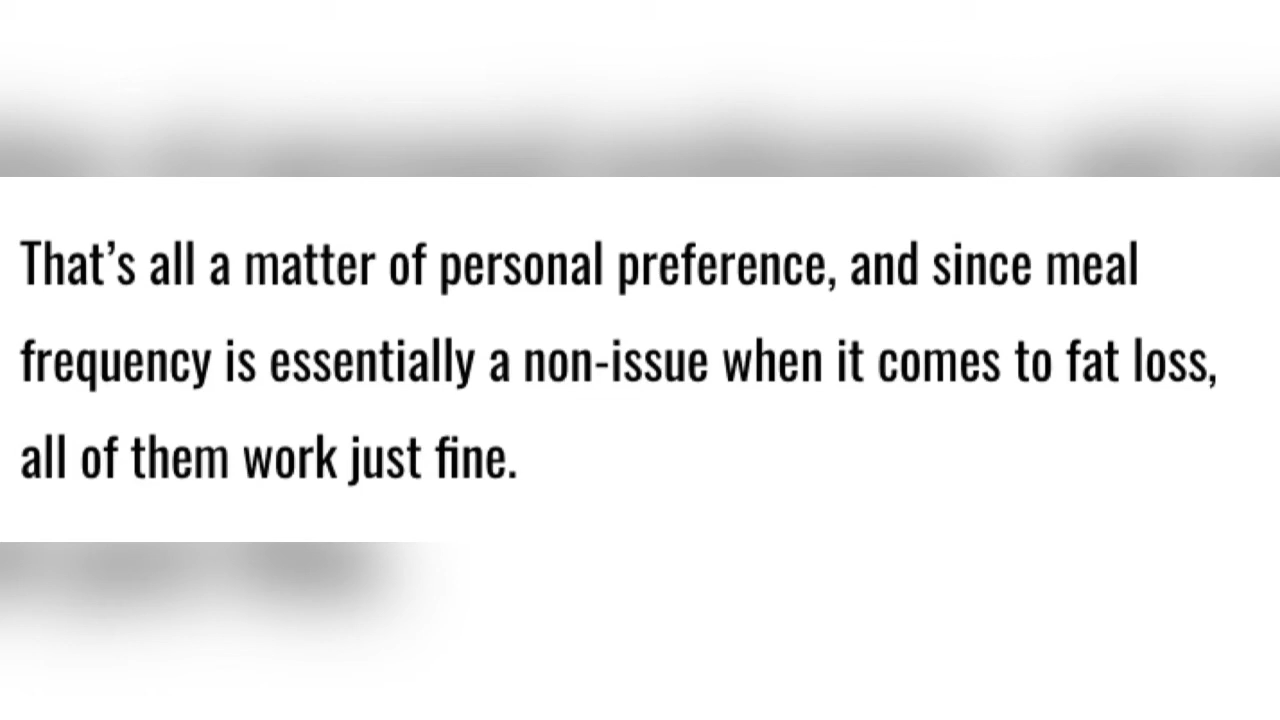 That’s all a matter of personal preference, and since meal
frequency is essentially a non-issue when it comes to fat loss,
all of them work just fine.